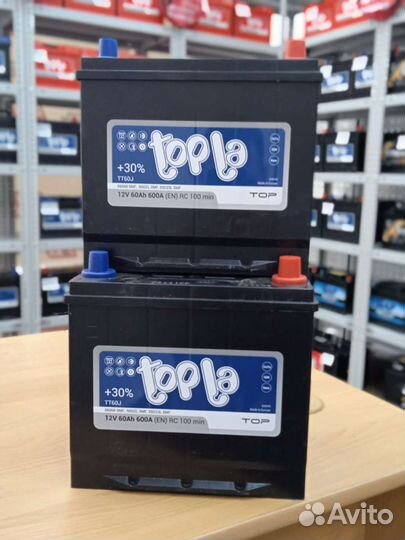 topla
+30%
TT60J
12V 60Ah 600A (EN) RC 100 min
TOP
topla
+30%
TT60J
12V 60Ah 600A (EN) RC 100 min
TOP
Avito